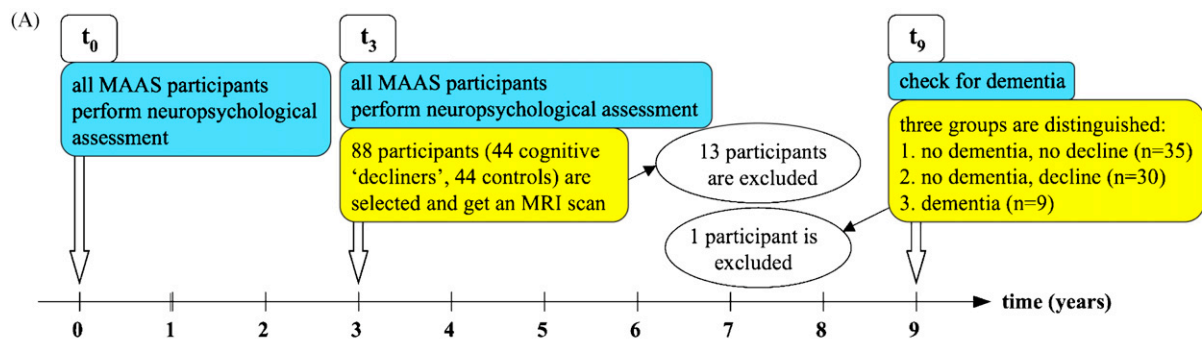 (A)
t0
all MAAS participants
perform neuropsychological
assessment
t3
all MAAS participants
perform neuropsychological assessment
88 participants (44 cognitive
‘decliners’, 44 controls) are
selected and get an MRI scan
13 participants
are excluded
1 participant is
excluded
t9
check for dementia
three groups are distinguished:
1. no dementia, no decline (n=35)
2. no dementia, decline (n=30)
3. dementia (n=9)
0 1 2 3 4 5 6 7 8 9 time (years)